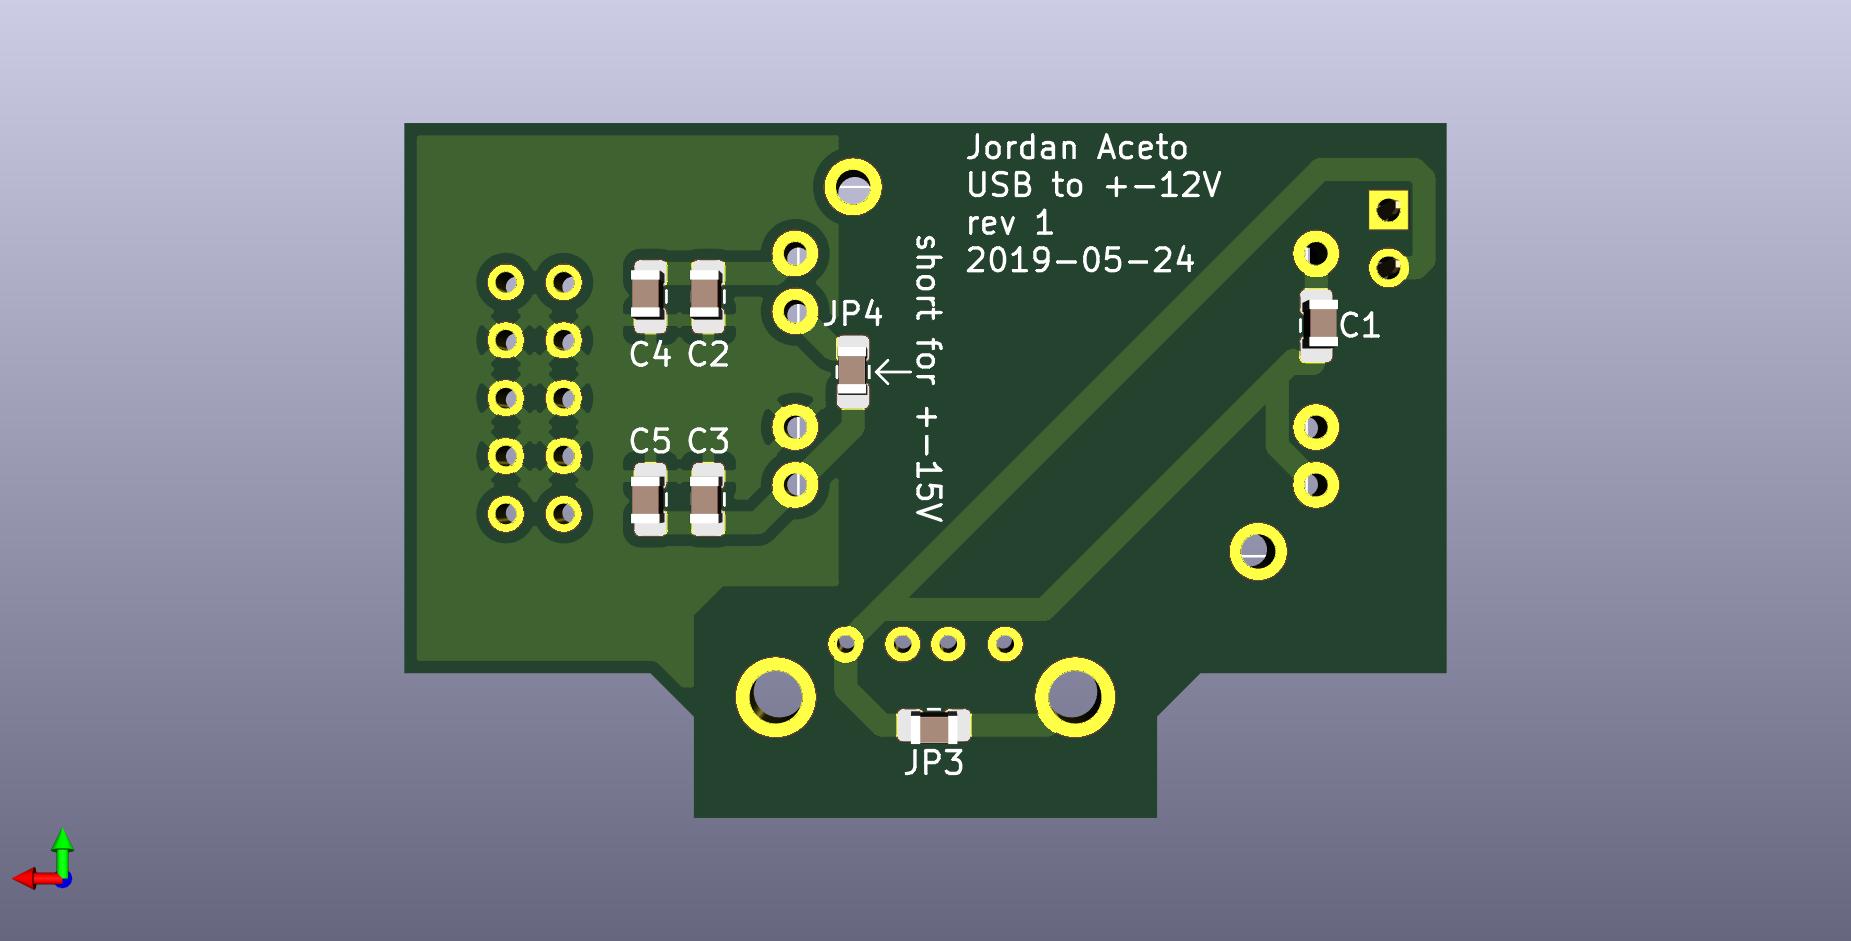 Jordan Aceto
USB to +-12V
rev 1
2019-05-24
short for +-15V
JP4
C4 C2
C1
C5 C3
JP3